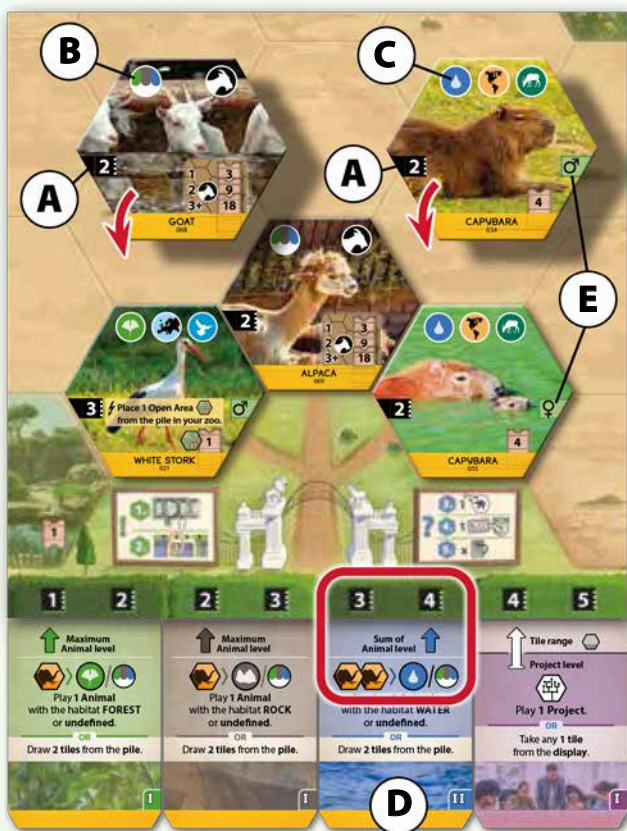 B
C
A
2
1 3
2 9
3+ 18
GOAT
068
A
2
4
♂
CAPYBARA
034
E
2
1 3
2 9
3+ 18
ALPACA
069
3
Place 1 Open Area
from the pile in your zoo.
1
♂
WHITE STORK
021
2
4
♀
CAPYBARA
035
1
1 2 2 3 3 4 4 5
Maximum
Animal level
Play 1 Animal
with the habitat FOREST
or undefined.
OR
Draw 2 tiles from the pile.
I
Maximum
Animal level
Play 1 Animal
with the habitat ROCK
or undefined.
OR
Draw 2 tiles from the pile.
I
Sum of
Animal level
with the habitat WATER
or undefined.
OR
Draw 2 tiles from the pile.
D
II
Tile range
Project level
Play 1 Project.
OR
Take any 1 tile
from the display.
I